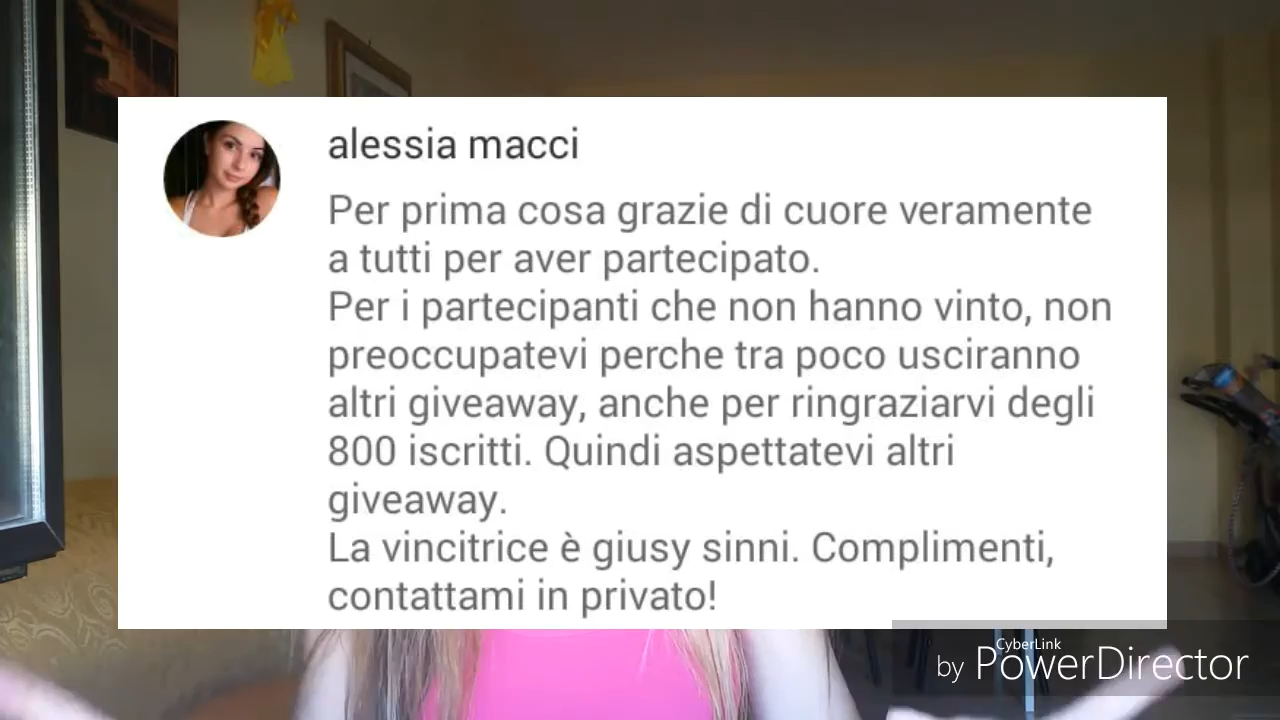 alessia macci
Per prima cosa grazie di cuore veramente
a tutti per aver partecipato.
Per i partecipanti che non hanno vinto, non
preoccupatevi perche tra poco usciranno
altri giveaway, anche per ringraziarvi degli
800 iscritti. Quindi aspettatevi altri
giveaway.
La vincitrice è giusy sinni. Complimenti,
contattami in privato!
CyberLink
by PowerDirector